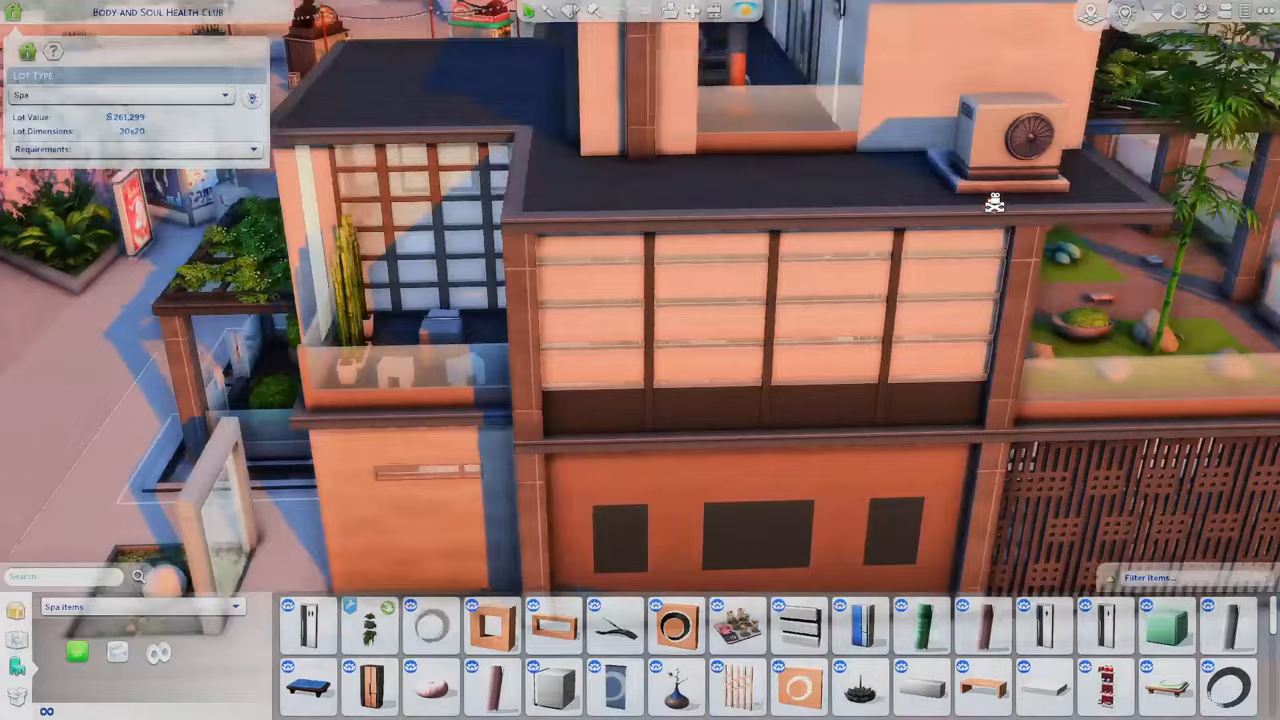 BODY AND SOUL HEALTH CLUB
LOT TYPE
Spa
Lot Value: §261,299
Lot Dimensions: 30x20
Requirements:
Search
Filter Items...
Spa items